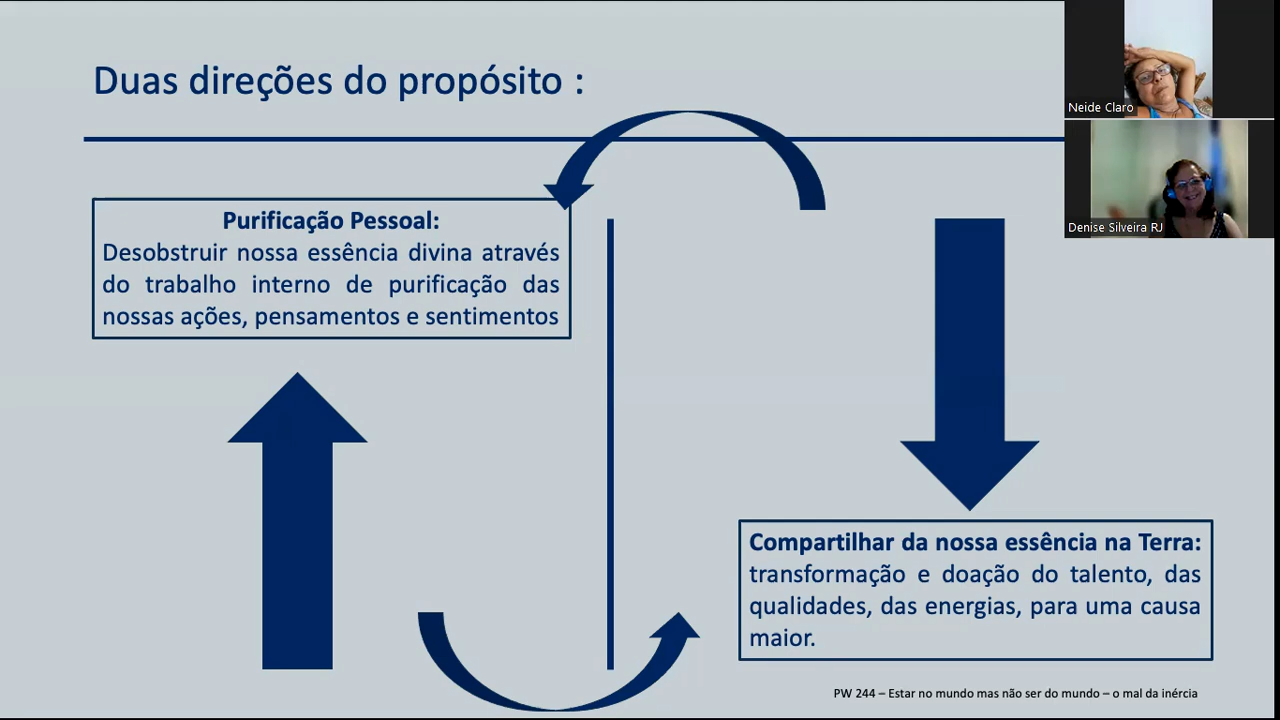 Duas direções do propósito :
Neide Claro
Denise Silveira RJ
Purificação Pessoal:
Desobstruir nossa essência divina através
do trabalho interno de purificação das
nossas ações, pensamentos e sentimentos
Compartilhar da nossa essência na Terra:
transformação e doação do talento, das
qualidades, das energias, para uma causa
maior.
PW 244 – Estar no mundo mas não ser do mundo – o mal da inércia